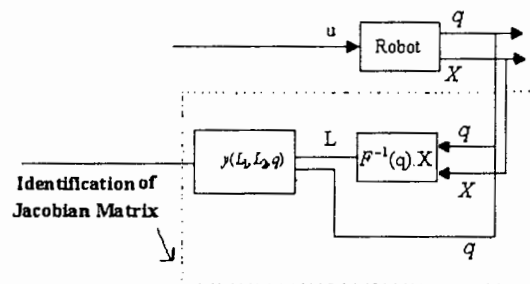 q
u
Robot
X
L
q
y(L₁, L₂, q)
F⁻¹(q).X
X
Identification of
Jacobian Matrix
q